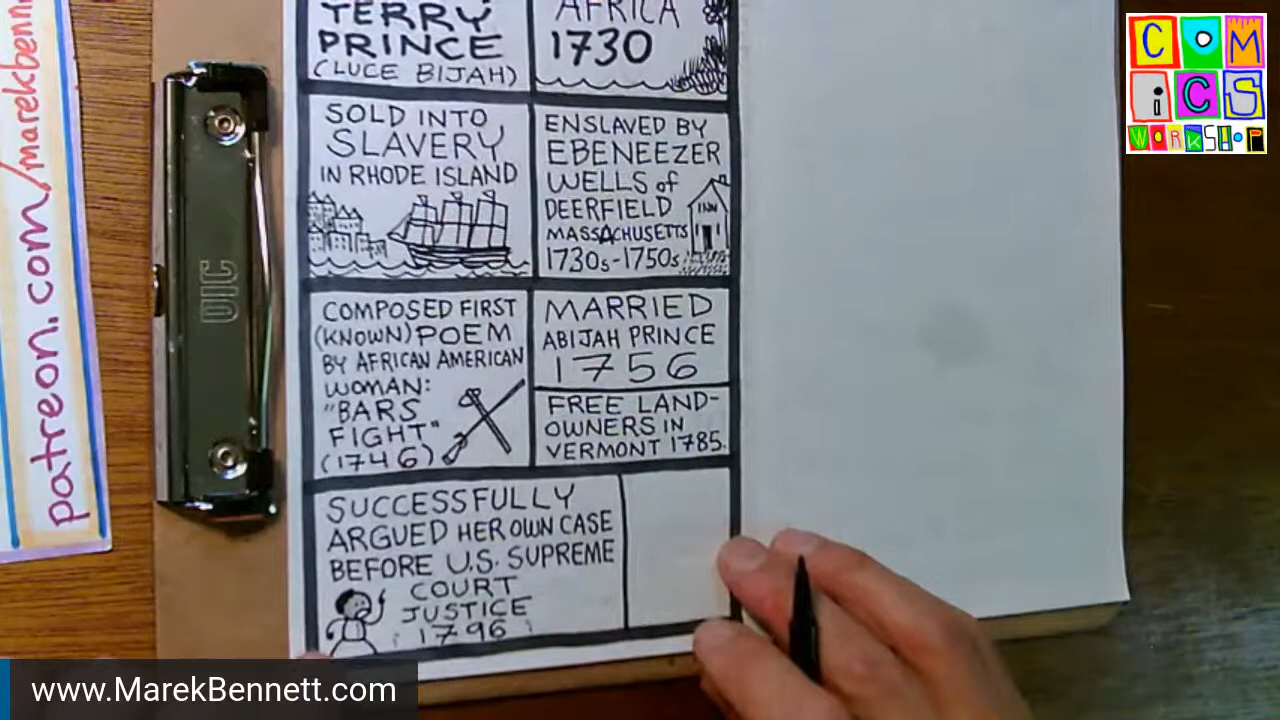 patreon.com/marekbenn
TERRY
PRINCE
(LUCE BIJAH)
AFRICA
1730
SOLD INTO
SLAVERY
IN RHODE ISLAND
ENSLAVED BY
EBENEEZER
WELLS of
DEERFIELD
MASSACHUSETTS
1730s-1750s
INN
COMPOSED FIRST
(KNOWN) POEM
BY AFRICAN AMERICAN
WOMAN:
"BARS
FIGHT"
(1746)
MARRIED
ABIJAH PRINCE
1756
FREE LAND-
OWNERS IN
VERMONT 1785.
SUCCESSFULLY
ARGUED HER OWN CASE
BEFORE U.S. SUPREME
COURT
JUSTICE
1796
OIC
COM
iCS
WORKSHOP
www.MarekBennett.com